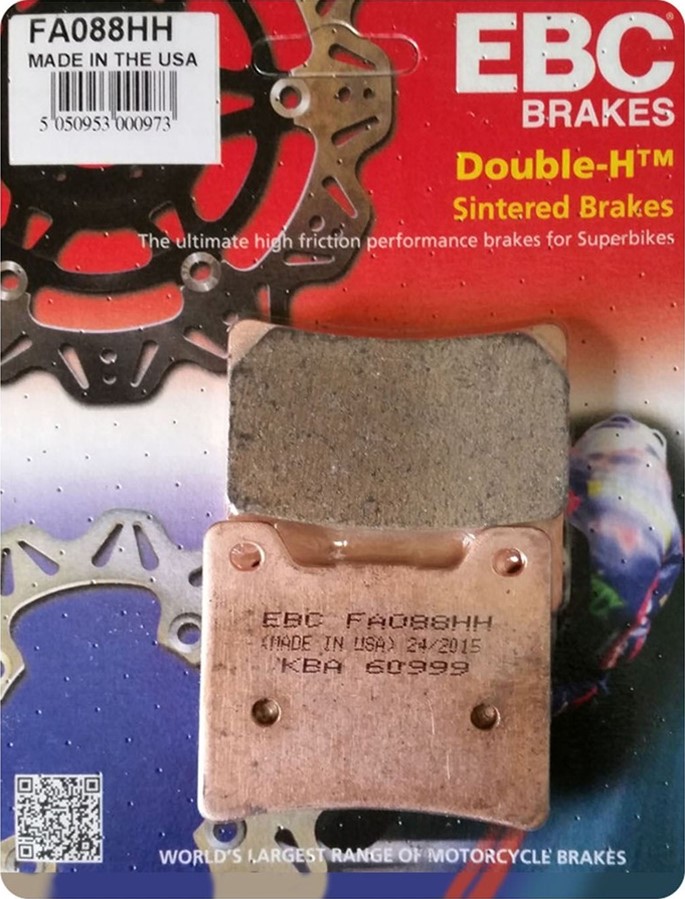 FA088HH
MADE IN THE USA
5 050953 000973
EBC
BRAKES
Double-H™
Sintered Brakes
The ultimate high friction performance brakes for Superbikes
EBC FA088HH
(MADE IN USA) 24/2015
KBA 60999
WORLD'S LARGEST RANGE OF MOTORCYCLE BRAKES